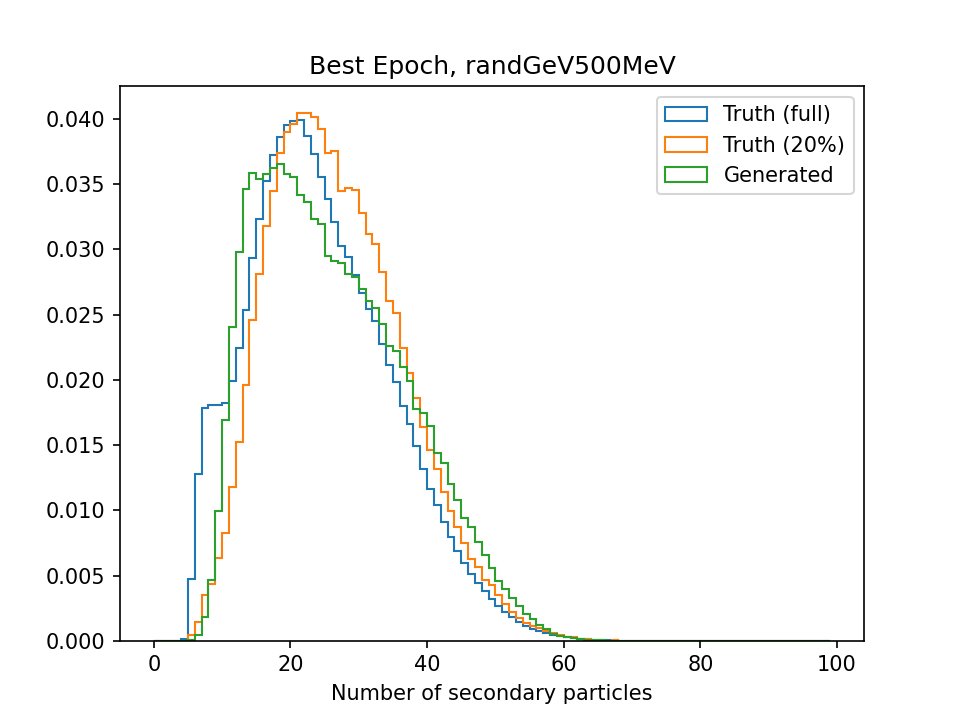 Best Epoch, randGeV500MeV
Truth (full)
Truth (20%)
Generated
0.040
0.035
0.030
0.025
0.020
0.015
0.010
0.005
0.000
0 20 40 60 80 100
Number of secondary particles